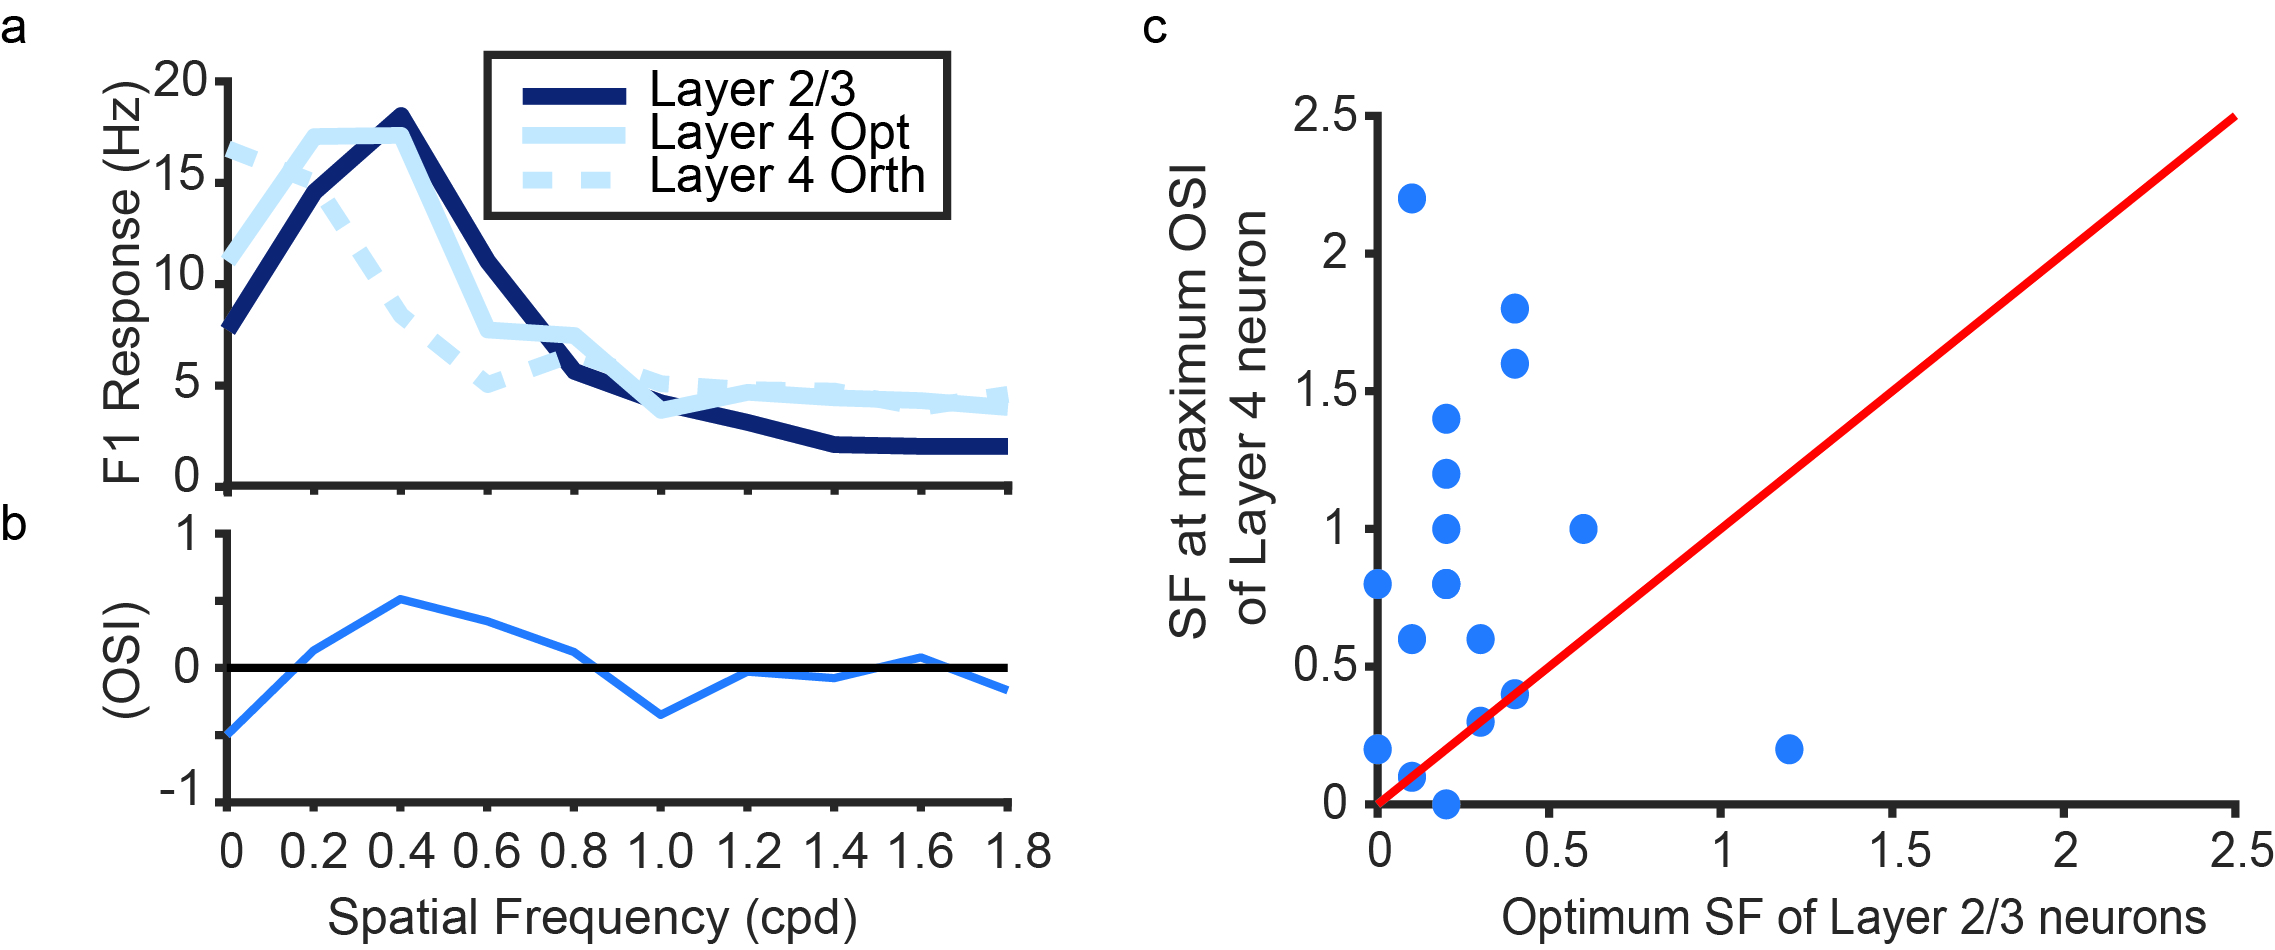 a
F1 Response (Hz)
20
15
10
5
0
Layer 2/3
Layer 4 Opt
Layer 4 Orth
b
(OSI)
1
0
-1
0 0.2 0.4 0.6 0.8 1.0 1.2 1.4 1.6 1.8
Spatial Frequency (cpd)
c
SF at maximum OSI
of Layer 4 neuron
2.5
2
1.5
1
0.5
0
0 0.5 1 1.5 2 2.5
Optimum SF of Layer 2/3 neurons